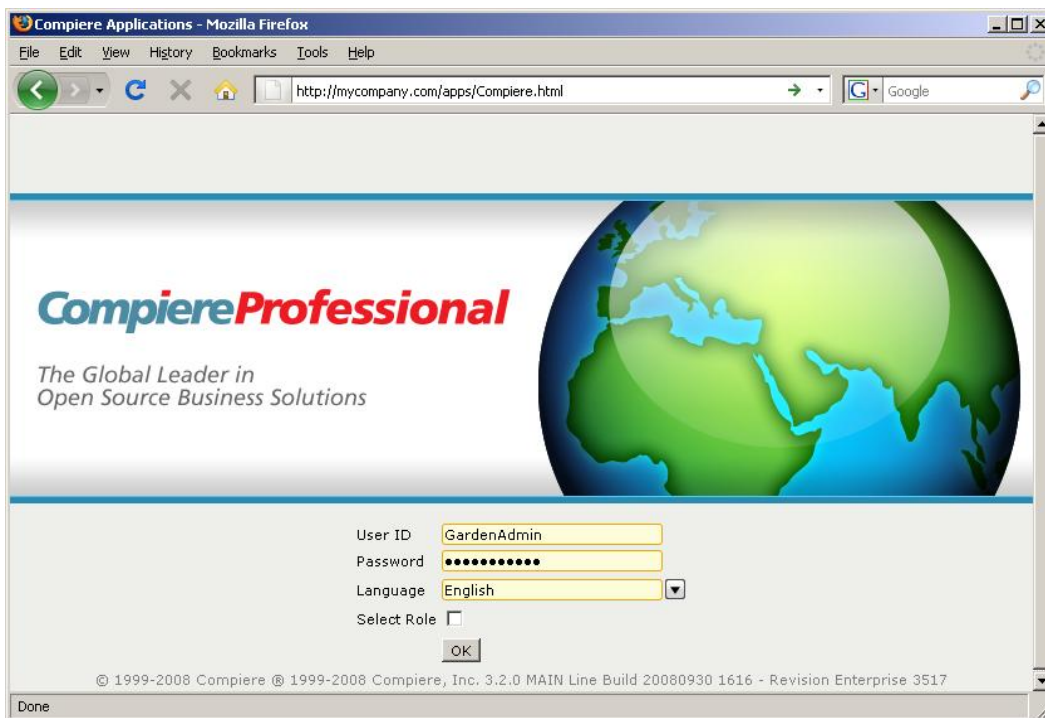 Compiere Applications - Mozilla Firefox
File Edit View History Bookmarks Tools Help
http://mycompany.com/apps/Compiere.html G Google
CompiereProfessional
The Global Leader in
Open Source Business Solutions
User ID GardenAdmin
Password •••••••••••
Language English
Select Role
OK
© 1999-2008 Compiere ® 1999-2008 Compiere, Inc. 3.2.0 MAIN Line Build 20080930 1616 - Revision Enterprise 3517
Done